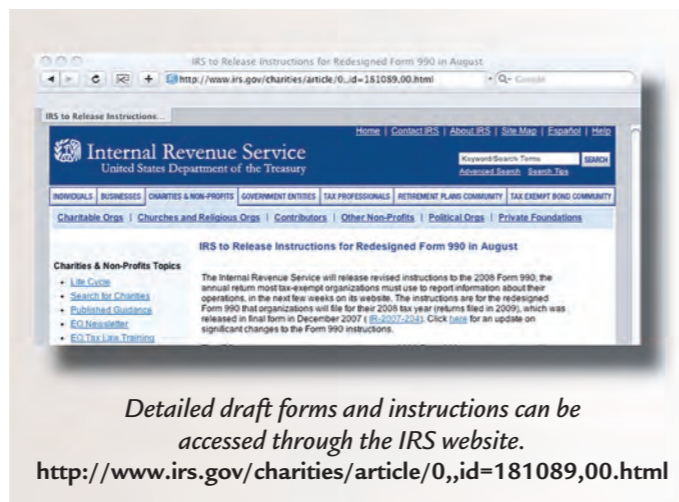 IRS to Release Instructions for Redesigned Form 990 in August
http://www.irs.gov/charities/article/0,,id=181089,00.html
Q- Google
IRS to Release Instructions...
Home | Contact IRS | About IRS | Site Map | Español | Help
Internal Revenue Service
United States Department of the Treasury
Keyword/Search Terms SEARCH
Advanced Search Search Tips
INDIVIDUALS BUSINESSES CHARITIES & NON-PROFITS GOVERNMENT ENTITIES TAX PROFESSIONALS RETIREMENT PLANS COMMUNITY TAX EXEMPT BOND COMMUNITY
Charitable Orgs | Churches and Religious Orgs | Contributors | Other Non-Profits | Political Orgs | Private Foundations
IRS to Release Instructions for Redesigned Form 990 in August
Charities & Non-Profits Topics
• Life Cycle
• Search for Charities
• Published Guidance
• EO Newsletter
• EO Tax Law Training
The Internal Revenue Service will release revised instructions to the 2008 Form 990, the
annual return most tax-exempt organizations must use to report information about their
operations, in the next few weeks on its website. The instructions are for the redesigned
Form 990 that organizations will file for their 2008 tax year (returns filed in 2009), which was
released in final form in December 2007 ( IR-2007-204). Click here for an update on
significant changes to the Form 990 instructions.
Detailed draft forms and instructions can be
accessed through the IRS website.
http://www.irs.gov/charities/article/0,,id=181089,00.html